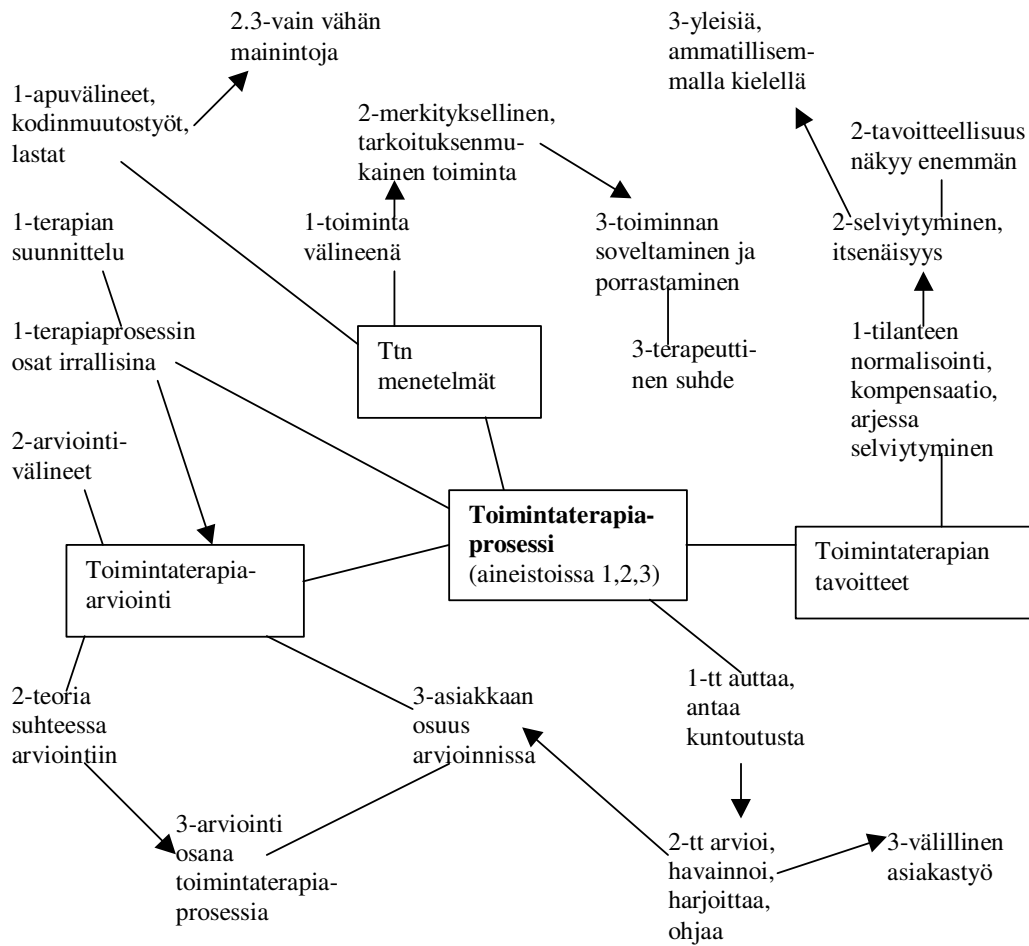 2.3-vain vähän
mainintoja
3-yleisiä,
ammatillisem-
malla kielellä
1-apuvälineet,
kodinmuutostyöt,
lastat
2-merkityksellinen,
tarkoituksenmu-
kainen toiminta
2-tavoitteellisuus
näkyy enemmän
1-terapian
suunnittelu
1-toiminta
välineenä
3-toiminnan
soveltaminen ja
porrastaminen
2-selviytyminen,
itsenäisyys
1-terapiaprosessin
osat irrallisina
Ttn
menetelmät
3-terapeutti-
nen suhde
1-tilanteen
normalisointi,
kompensaatio,
arjessa
selviytyminen
2-arviointi-
välineet
Toimintaterapia-
prosessi
(aineistoissa 1,2,3)
Toimintaterapia-
arviointi
Toimintaterapian
tavoitteet
2-teoria
suhteessa
arviointiin
3-asiakkaan
osuus
arvioinnissa
1-tt auttaa,
antaa
kuntoutusta
3-arviointi
osana
toimintaterapia-
prosessia
2-tt arvioi,
havainnoi,
harjoittaa,
ohjaa
3-välillinen
asiakastyö